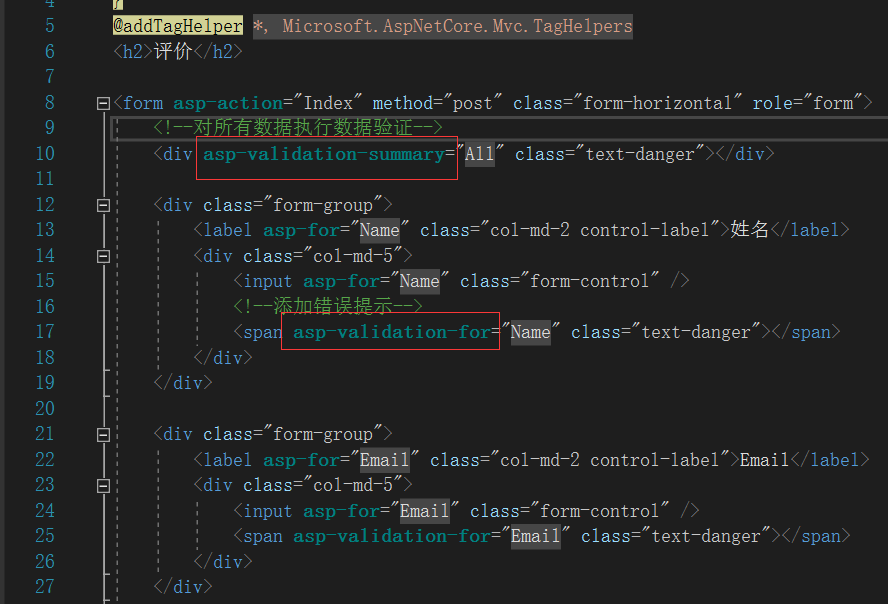 4 }
5 @addTagHelper *, Microsoft.AspNetCore.Mvc.TagHelpers
6 <h2>评价</h2>
7
8 <form asp-action="Index" method="post" class="form-horizontal" role="form">
9 <!--对所有数据执行数据验证-->
10 <div asp-validation-summary="All" class="text-danger"></div>
11
12 <div class="form-group">
13 <label asp-for="Name" class="col-md-2 control-label">姓名</label>
14 <div class="col-md-5">
15 <input asp-for="Name" class="form-control" />
16 <!--添加错误提示-->
17 <span asp-validation-for="Name" class="text-danger"></span>
18 </div>
19 </div>
20
21 <div class="form-group">
22 <label asp-for="Email" class="col-md-2 control-label">Email</label>
23 <div class="col-md-5">
24 <input asp-for="Email" class="form-control" />
25 <span asp-validation-for="Email" class="text-danger"></span>
26 </div>
27 </div>